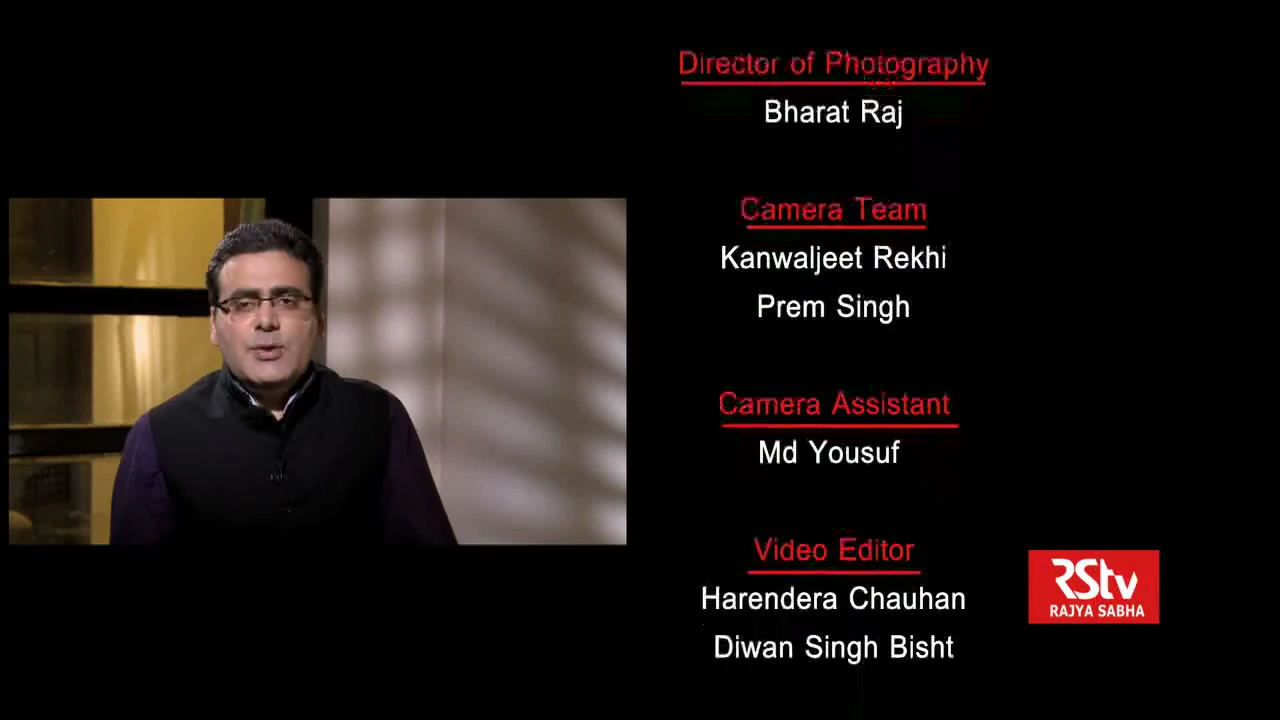 Director of Photography
Bharat Raj
Camera Team
Kanwaljeet Rekhi
Prem Singh
Camera Assistant
Md Yousuf
Video Editor
Harendera Chauhan
Diwan Singh Bisht
RStv
RAJYA SABHA